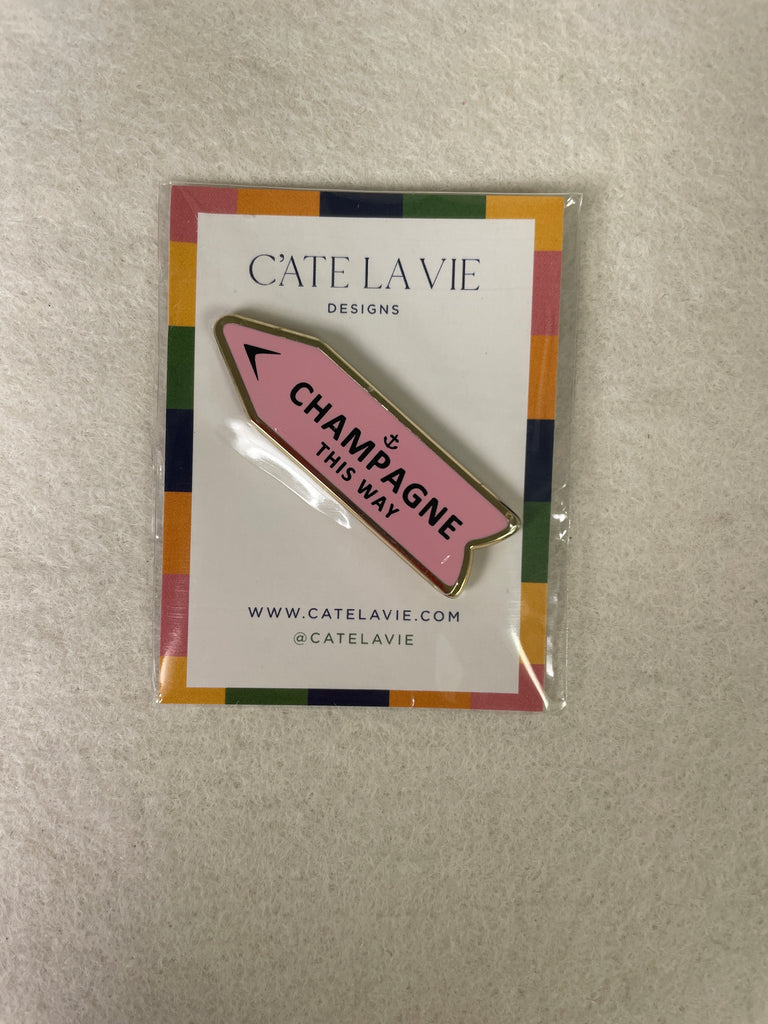 C'ATE LA VIE
DESIGNS
CHAMPAGNE
THIS WAY
WWW.CATELAVIE.COM
@CATELAVIE